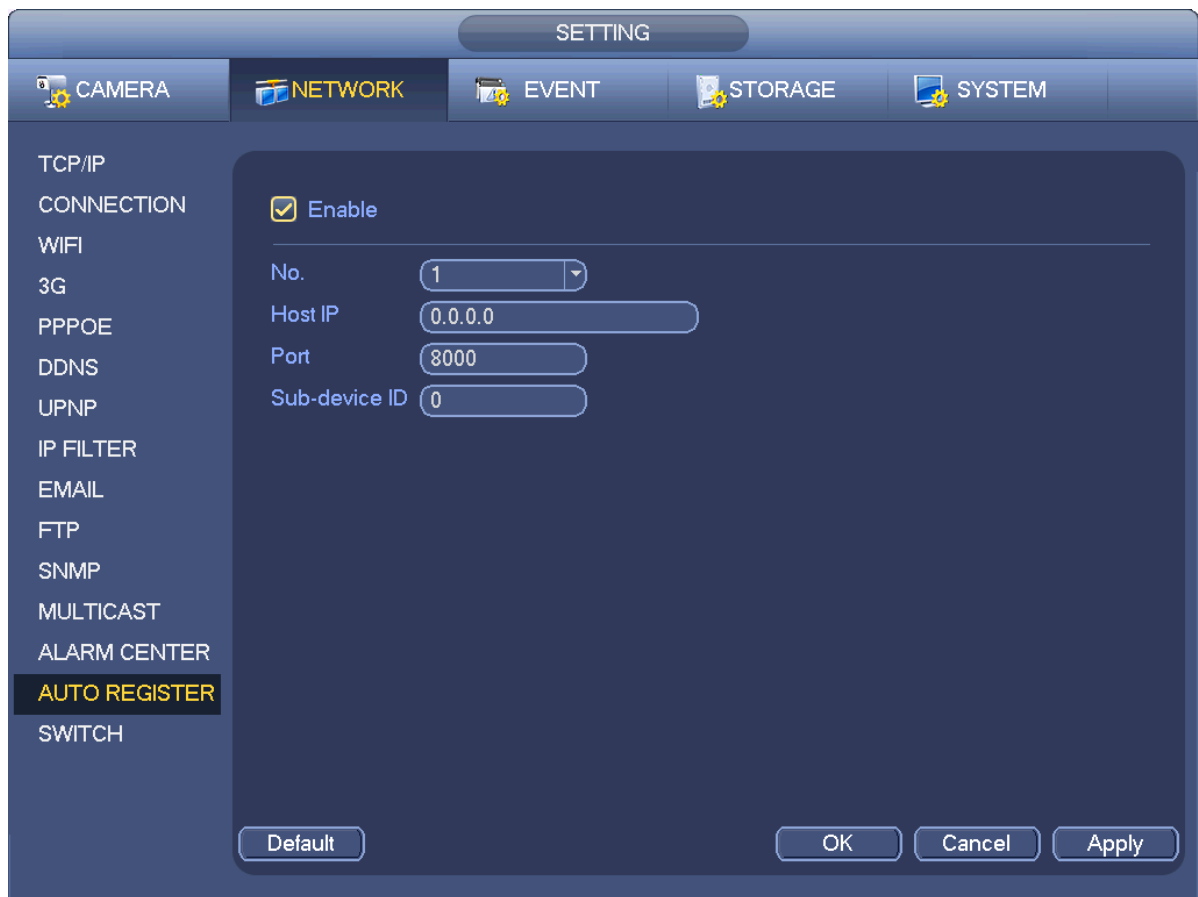 SETTING
CAMERA NETWORK EVENT STORAGE SYSTEM
TCP/IP
CONNECTION
WIFI
3G
PPPOE
DDNS
UPNP
IP FILTER
EMAIL
FTP
SNMP
MULTICAST
ALARM CENTER
AUTO REGISTER
SWITCH
Enable
No. 1
Host IP 0.0.0.0
Port 8000
Sub-device ID 0
Default OK Cancel Apply